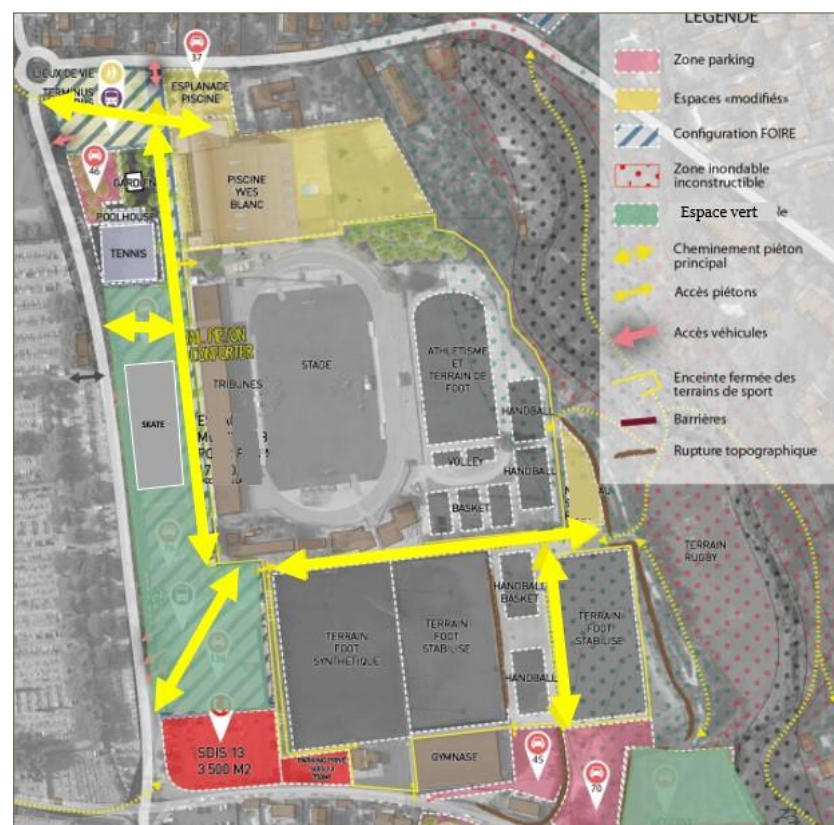 LEGENDE
Zone parking
Espaces «modifiés»
Configuration FOIRE
Zone inondable
inconstructible
Espace vert
le
Cheminement piéton
principal
Accès piétons
Accès véhicules
Enceinte fermée des
terrains de sport
Barrières
Rupture topographique
37
LIEUX DE VIE
TERMINUS
ESPLANADE
PISCINE
46
GARDIEN
POOLHOUSE
TENNIS
PISCINE
YVES
BLANC
STADE
TRIBUNES
SKATE
ATHLETISME
ET
TERRAIN DE
FOOT
HANDBALL
VOLLEY
HANDBALL
BASKET
TERRAIN
RUGBY
HANDBALL
BASKET
TERRAIN
FOOT
SYNTHETIQUE
TERRAIN
FOOT
STABILISE
TERRAIN
FOOT
STABILISE
HANDBALL
SDIS 13
3 500 M2
GYMNASE
45
70